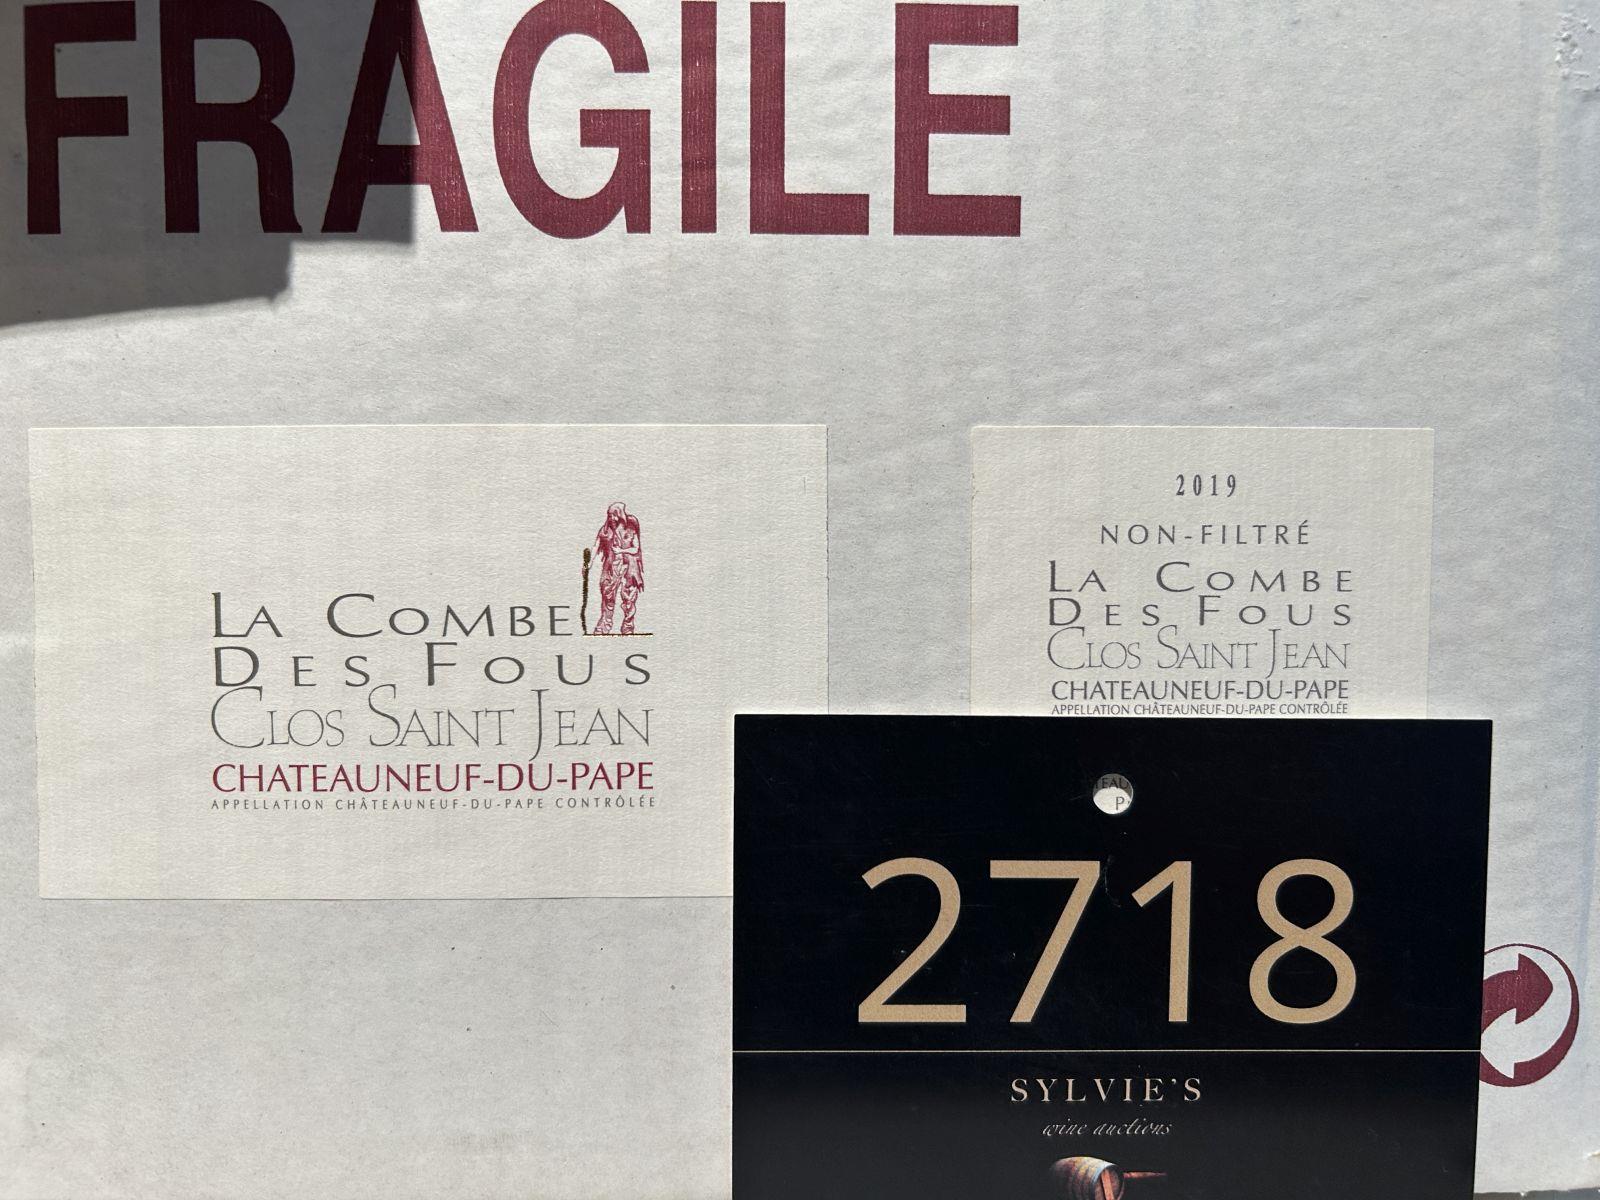 FRAGILE
LA COMBE
DES FOUS
CLOS SAINT JEAN
CHATEAUNEUF-DU-PAPE
APPELLATION CHÂTEAUNEUF-DU-PAPE CONTRÔLÉE
2019
NON-FILTRÉ
LA COMBE
DES FOUS
CLOS SAINT JEAN
CHATEAUNEUF-DU-PAPE
APPELLATION CHÂTEAUNEUF-DU-PAPE CONTRÔLÉE
2718
SYLVIE'S
wine auctions